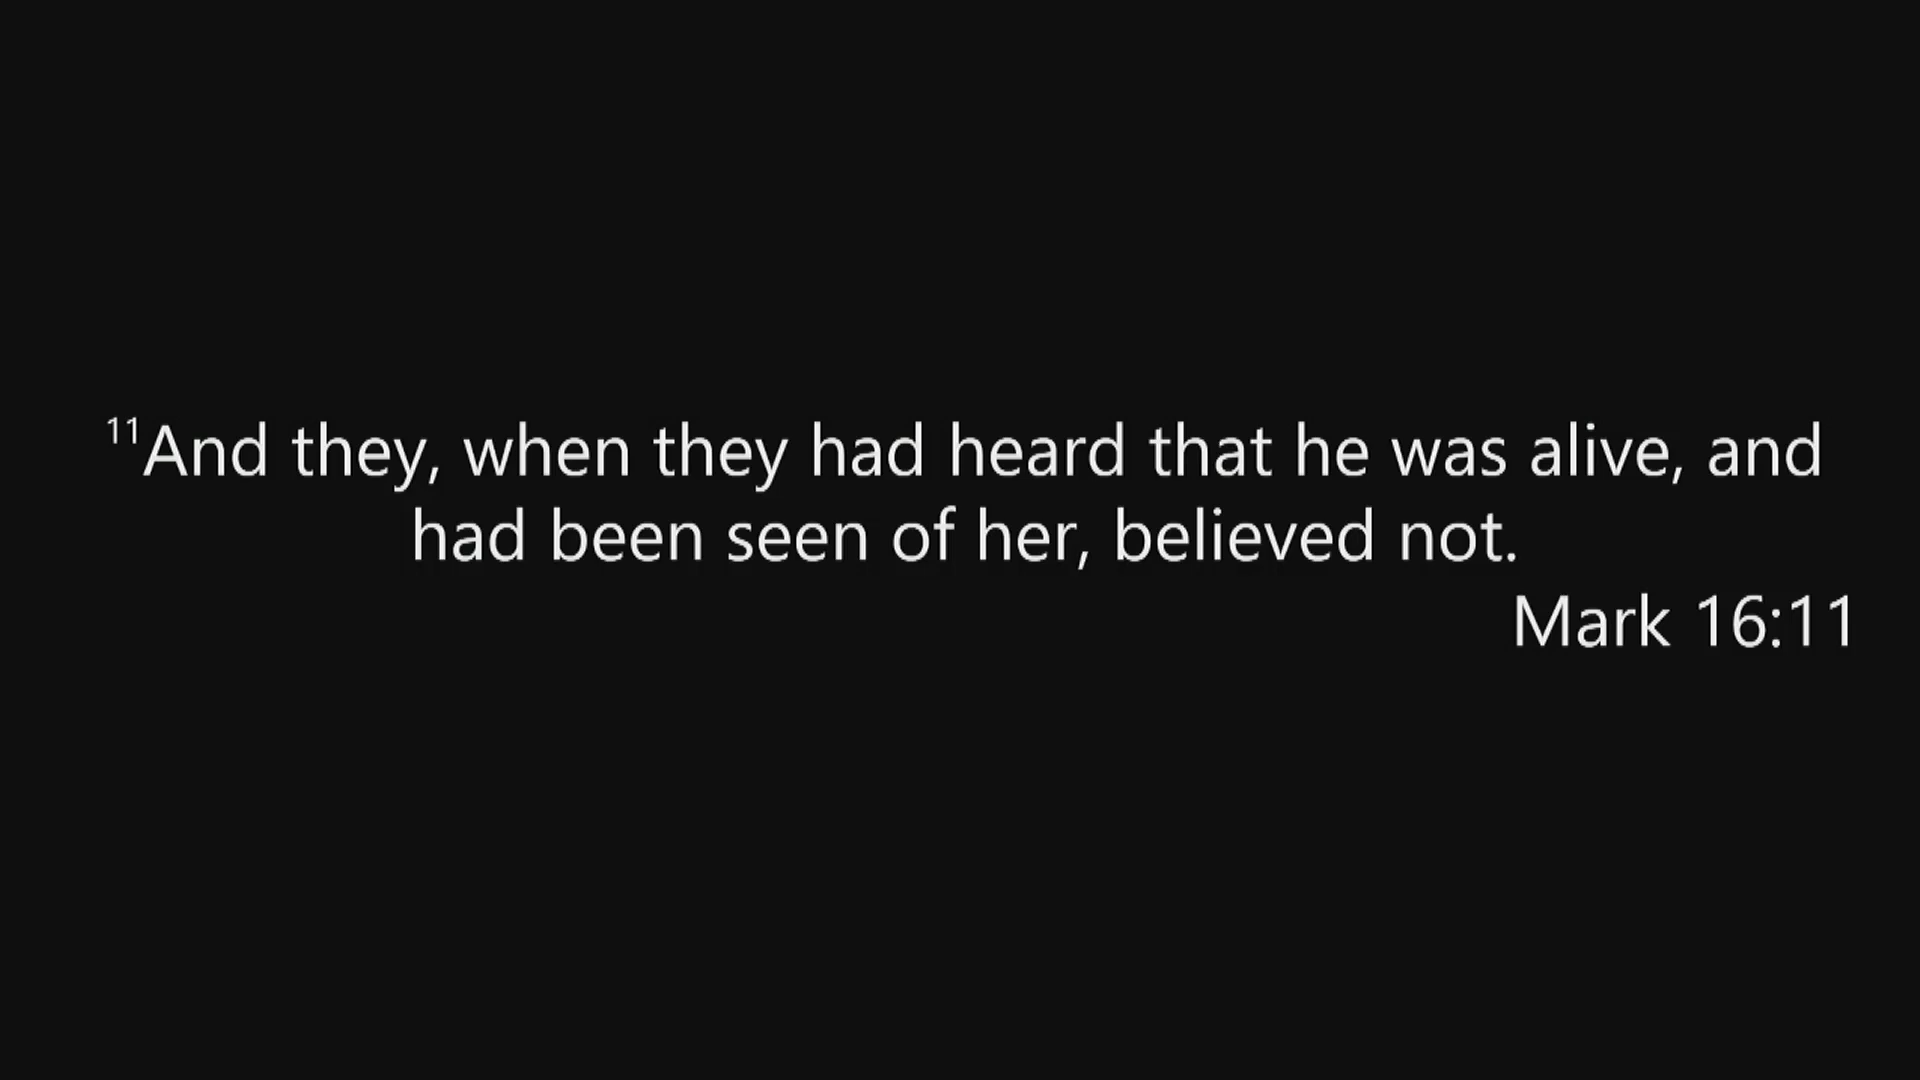 ¹¹And they, when they had heard that he was alive, and
had been seen of her, believed not.
Mark 16:11